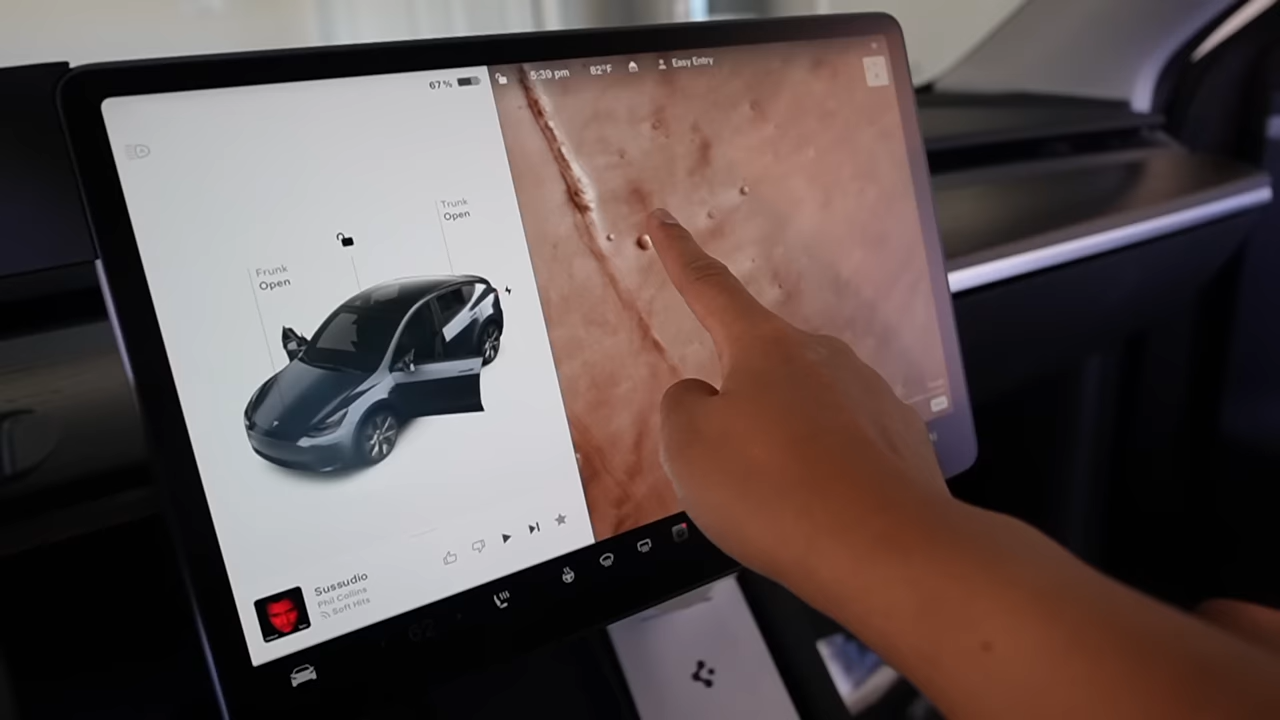 67%
5:39 pm
82°F
Easy Entry
Trunk
Open
Frunk
Open
Sussudio
Phil Collins
Soft Hits